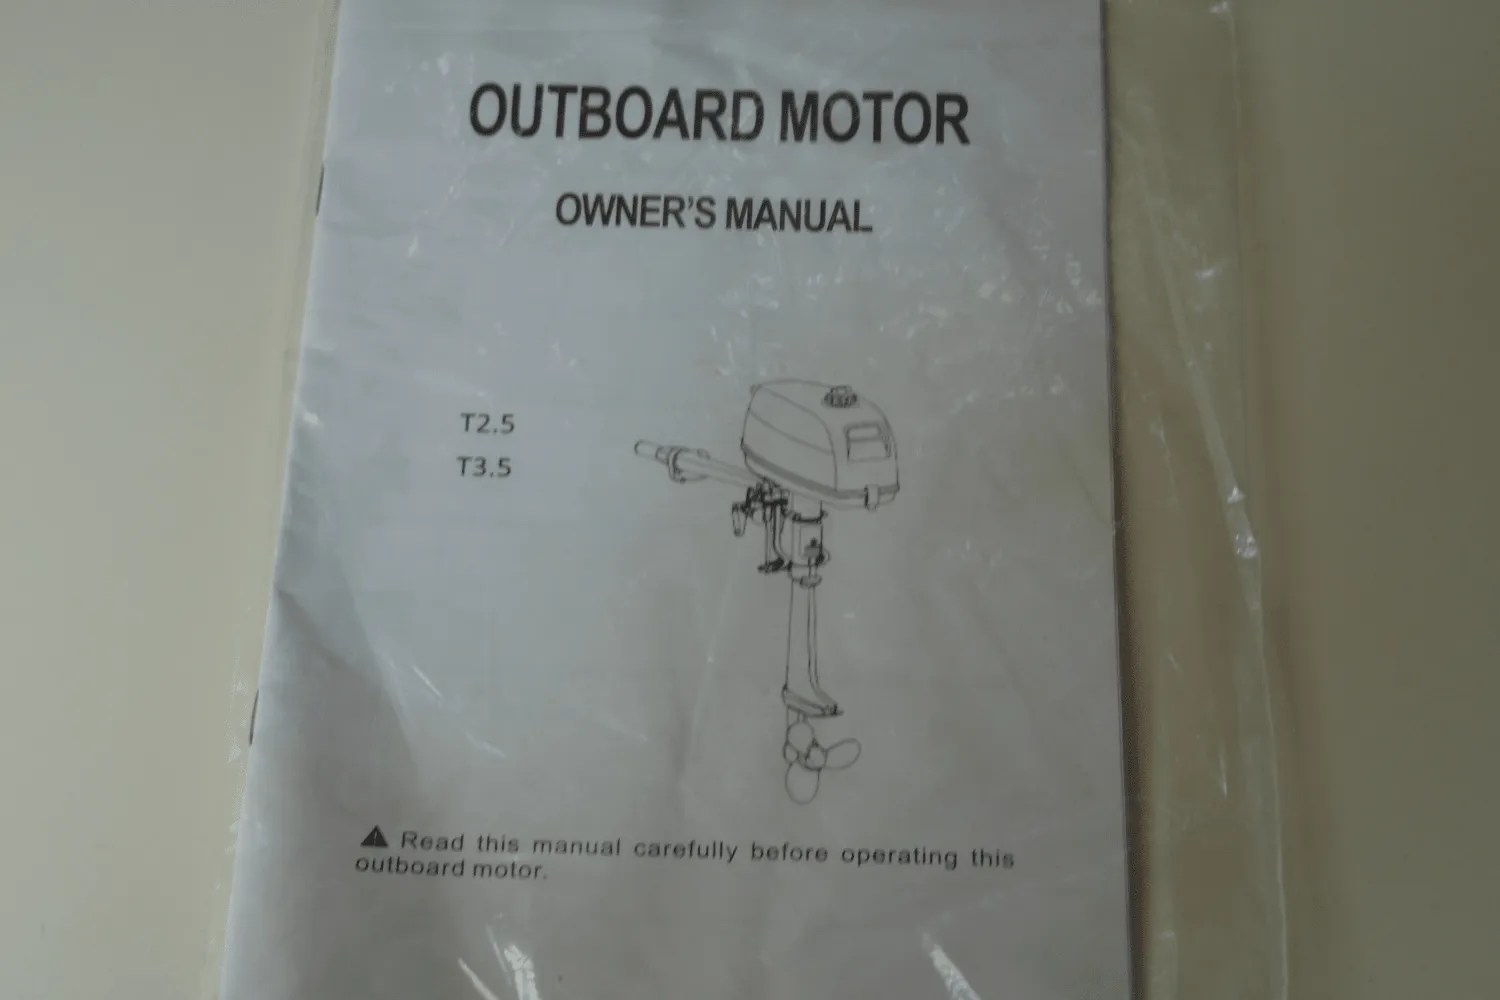 OUTBOARD MOTOR
OWNER'S MANUAL
T2.5
T3.5
Read this manual carefully before operating this
outboard motor.